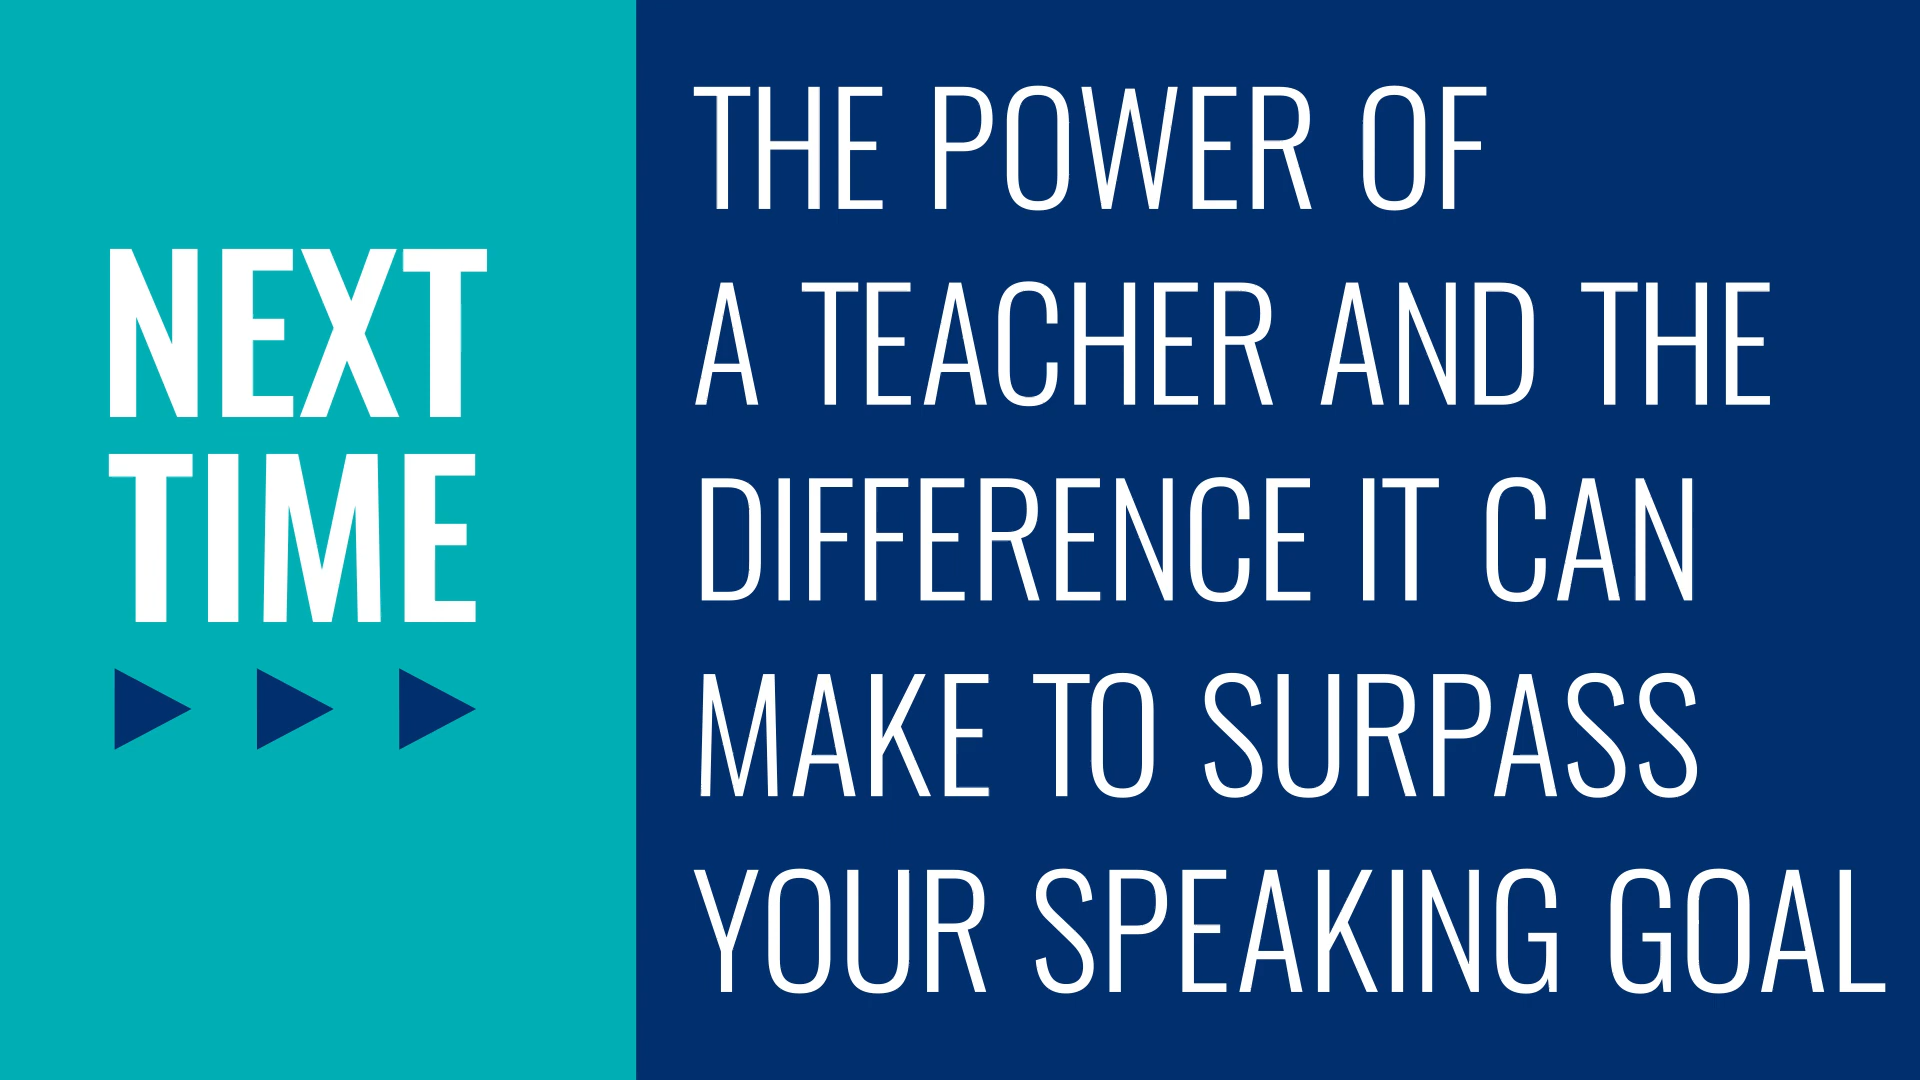 NEXT
TIME
THE POWER OF
A TEACHER AND THE
DIFFERENCE IT CAN
MAKE TO SURPASS
YOUR SPEAKING GOAL